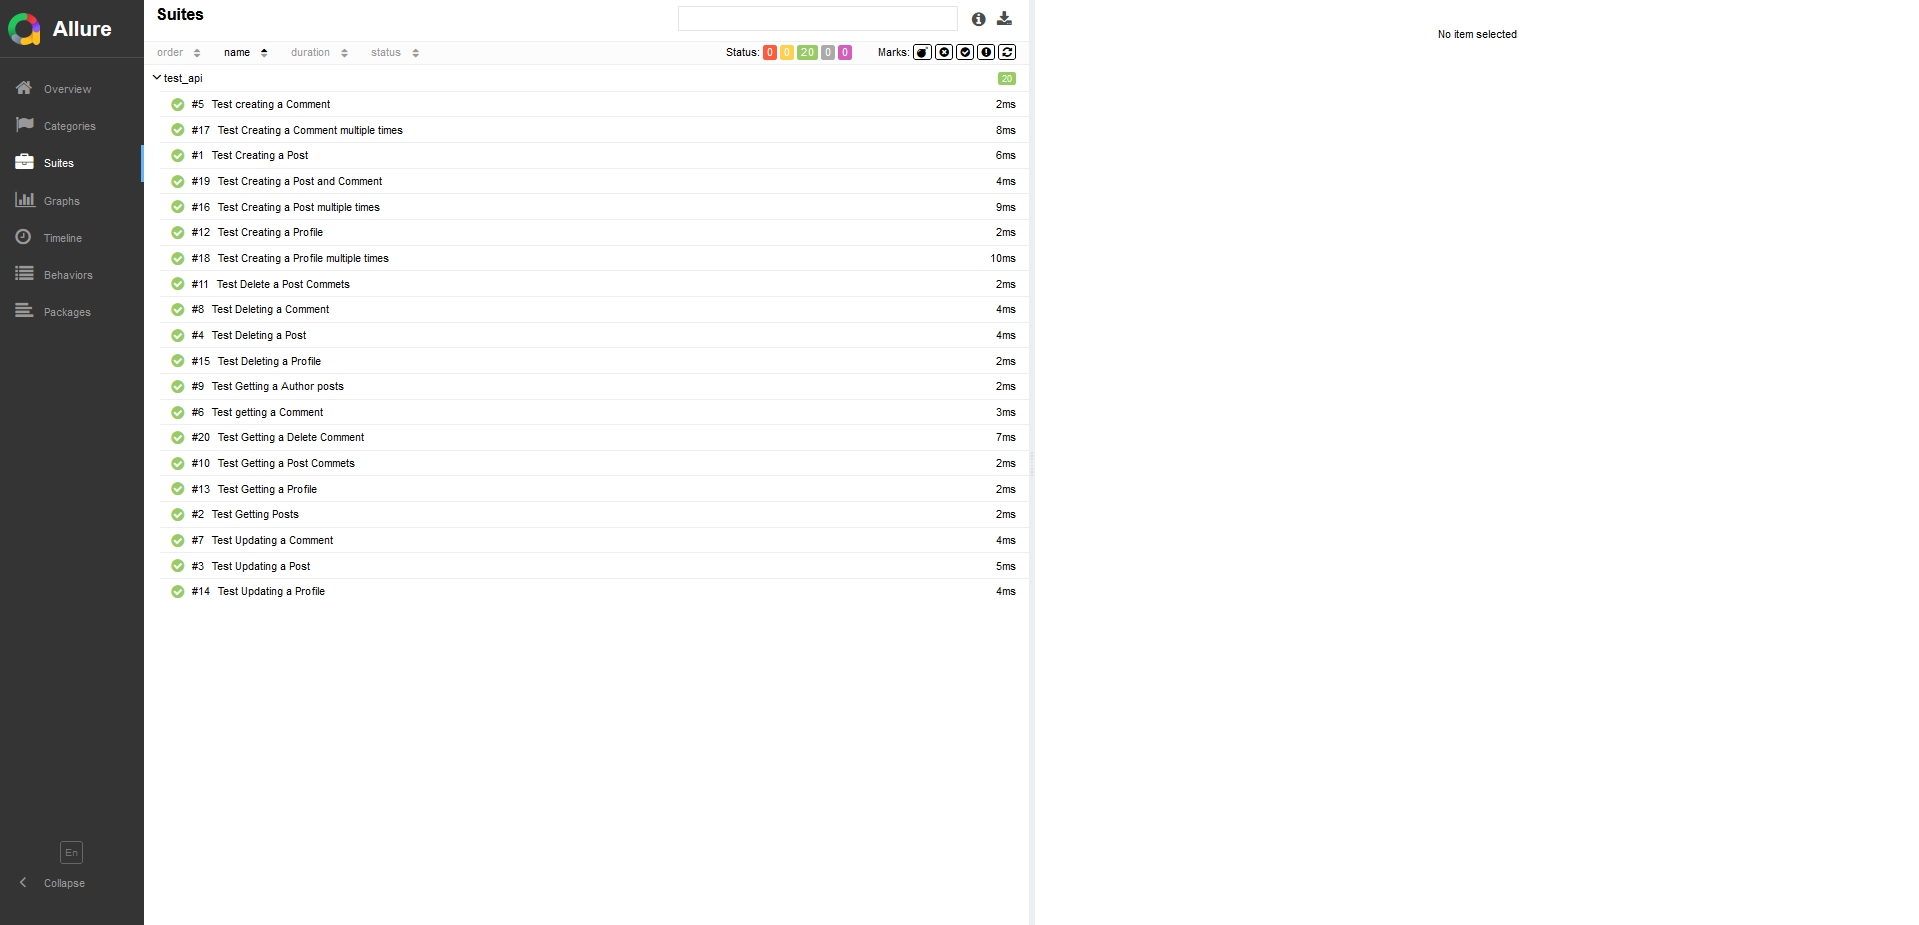 Allure
Overview
Categories
Suites
Graphs
Timeline
Behaviors
Packages
En
Collapse
Suites
order name duration status Status: 0 0 20 0 0 Marks:
test_api 20
#5 Test creating a Comment 2ms
#17 Test Creating a Comment multiple times 8ms
#1 Test Creating a Post 6ms
#19 Test Creating a Post and Comment 4ms
#16 Test Creating a Post multiple times 9ms
#12 Test Creating a Profile 2ms
#18 Test Creating a Profile multiple times 10ms
#11 Test Delete a Post Commets 2ms
#8 Test Deleting a Comment 4ms
#4 Test Deleting a Post 4ms
#15 Test Deleting a Profile 2ms
#9 Test Getting a Author posts 2ms
#6 Test getting a Comment 3ms
#20 Test Getting a Delete Comment 7ms
#10 Test Getting a Post Commets 2ms
#13 Test Getting a Profile 2ms
#2 Test Getting Posts 2ms
#7 Test Updating a Comment 4ms
#3 Test Updating a Post 5ms
#14 Test Updating a Profile 4ms
No item selected